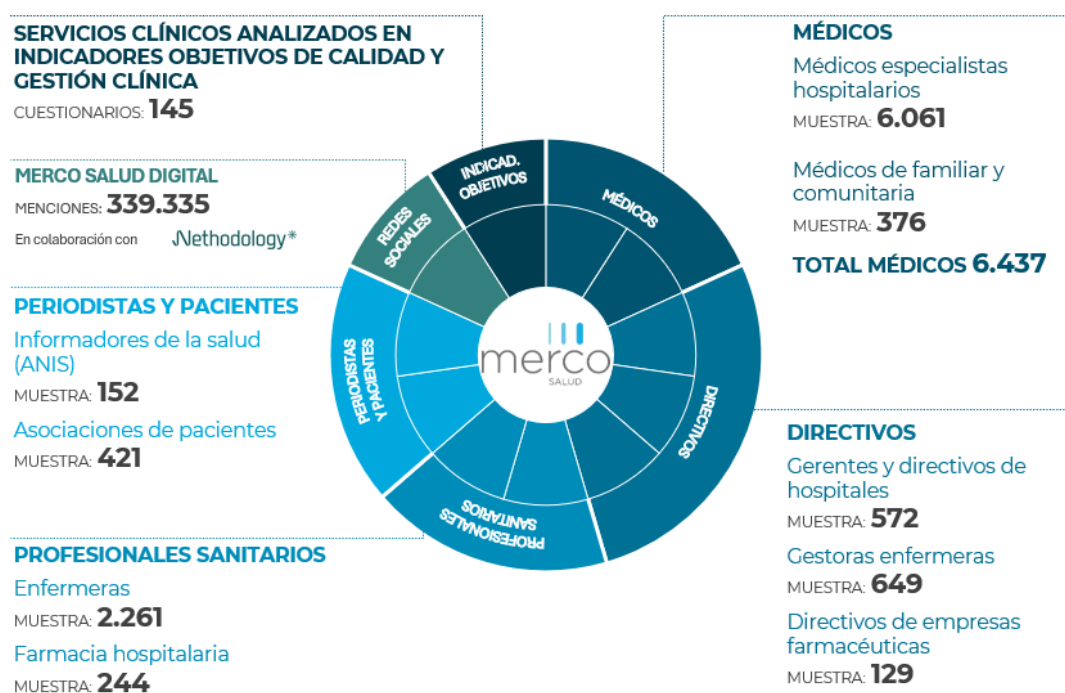 SERVICIOS CLÍNICOS ANALIZADOS EN
INDICADORES OBJETIVOS DE CALIDAD Y
GESTIÓN CLÍNICA
CUESTIONARIOS: 145
MERCO SALUD DIGITAL
MENCIONES: 339.335
En colaboración con Nethodology*
PERIODISTAS Y PACIENTES
Informadores de la salud
(ANIS)
MUESTRA: 152
Asociaciones de pacientes
MUESTRA: 421
PROFESIONALES SANITARIOS
Enfermeras
MUESTRA: 2.261
Farmacia hospitalaria
MUESTRA: 244
INDICAD.
OBJETIVOS
MÉDICOS
REDES
SOCIALES
PERIODISTAS
Y PACIENTES
merco
SALUD
DIRECTIVOS
PROFESIONALES
SANITARIOS
MÉDICOS
Médicos especialistas
hospitalarios
MUESTRA: 6.061
Médicos de familiar y
comunitaria
MUESTRA: 376
TOTAL MÉDICOS 6.437
DIRECTIVOS
Gerentes y directivos de
hospitales
MUESTRA: 572
Gestoras enfermeras
MUESTRA: 649
Directivos de empresas
farmacéuticas
MUESTRA: 129